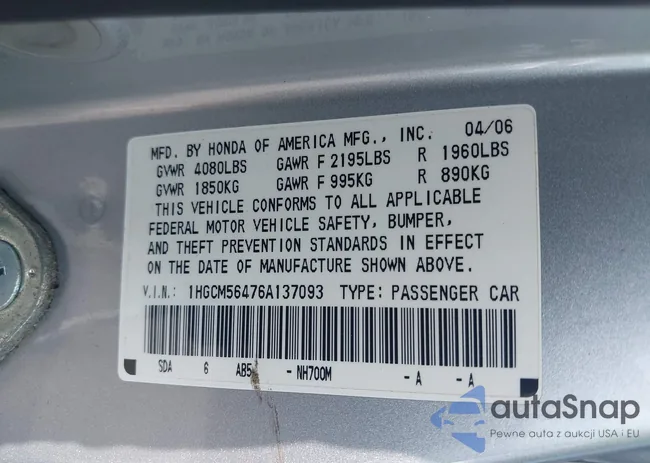 MFD. BY HONDA OF AMERICA MFG., INC. 04/06
GVWR 4080LBS GAWR F 2195LBS R 1960LBS
GVWR 1850KG GAWR F 995KG R 890KG
THIS VEHICLE CONFORMS TO ALL APPLICABLE
FEDERAL MOTOR VEHICLE SAFETY, BUMPER,
AND THEFT PREVENTION STANDARDS IN EFFECT
ON THE DATE OF MANUFACTURE SHOWN ABOVE.
V.I.N.: 1HGCM56476A137093 TYPE: PASSENGER CAR
SDA 6 AB5 - NH700M - A - A
autaSnap
Pewne auta z aukcji USA i EU